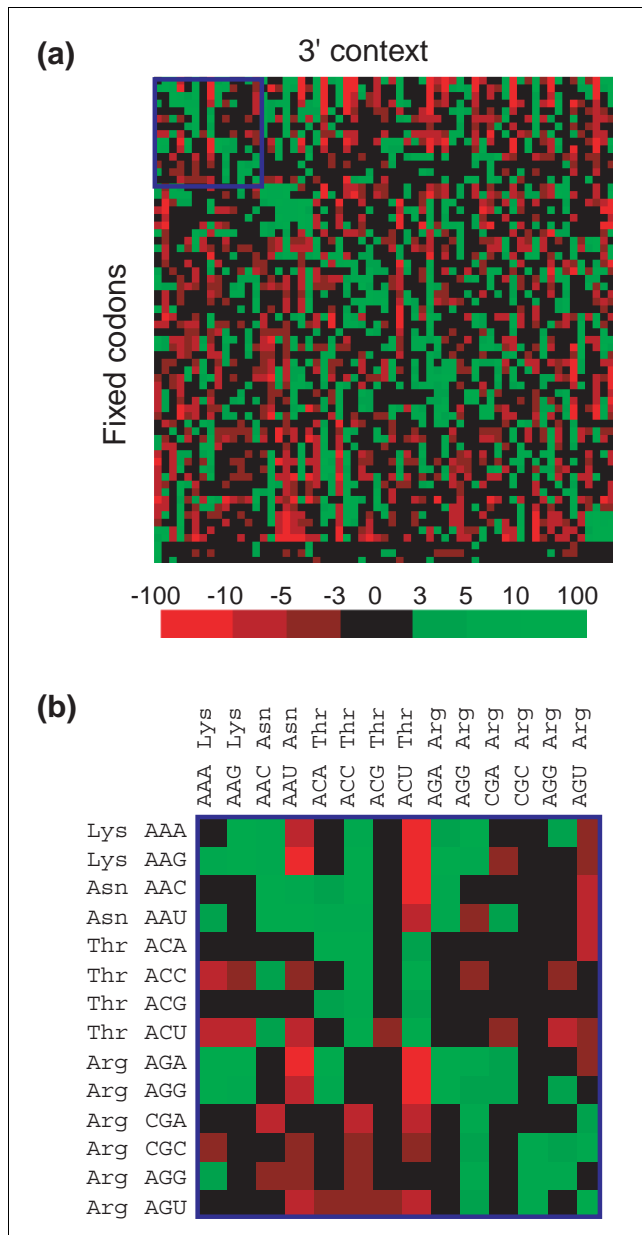 (a)
3' context
Fixed codons
-100 -10 -5 -3 0 3 5 10 100
(b)
AAA Lys
AAG Lys
AAC Asn
AAU Asn
ACA Thr
ACC Thr
ACG Thr
ACU Thr
AGA Arg
AGG Arg
CGA Arg
CGC Arg
AGG Arg
AGU Arg
Lys AAA
Lys AAG
Asn AAC
Asn AAU
Thr ACA
Thr ACC
Thr ACG
Thr ACU
Arg AGA
Arg AGG
Arg CGA
Arg CGC
Arg AGG
Arg AGU